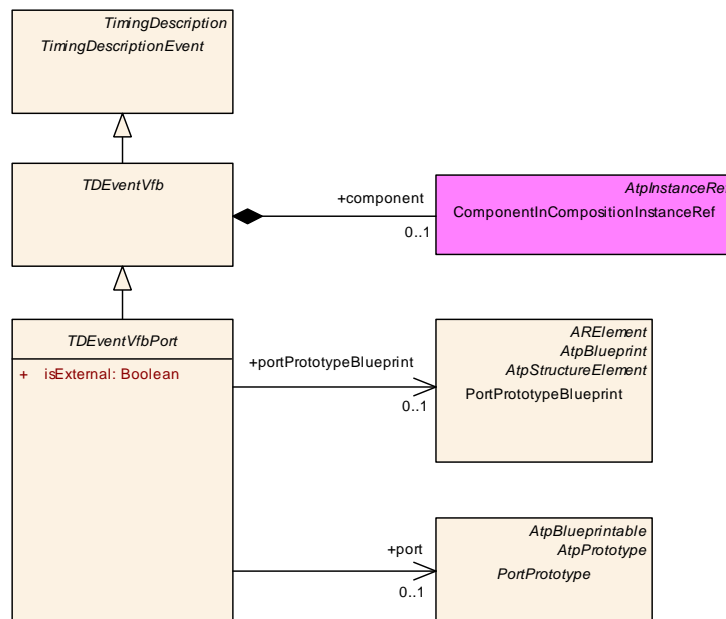 TimingDescription
TimingDescriptionEvent
TDEventVfb
+component
0..1
AtpInstanceRef
ComponentInCompositionInstanceRef
TDEventVfbPort
+ isExternal: Boolean
+portPrototypeBlueprint
0..1
ARElement
AtpBlueprint
AtpStructureElement
PortPrototypeBlueprint
+port
0..1
AtpBlueprintable
AtpPrototype
PortPrototype